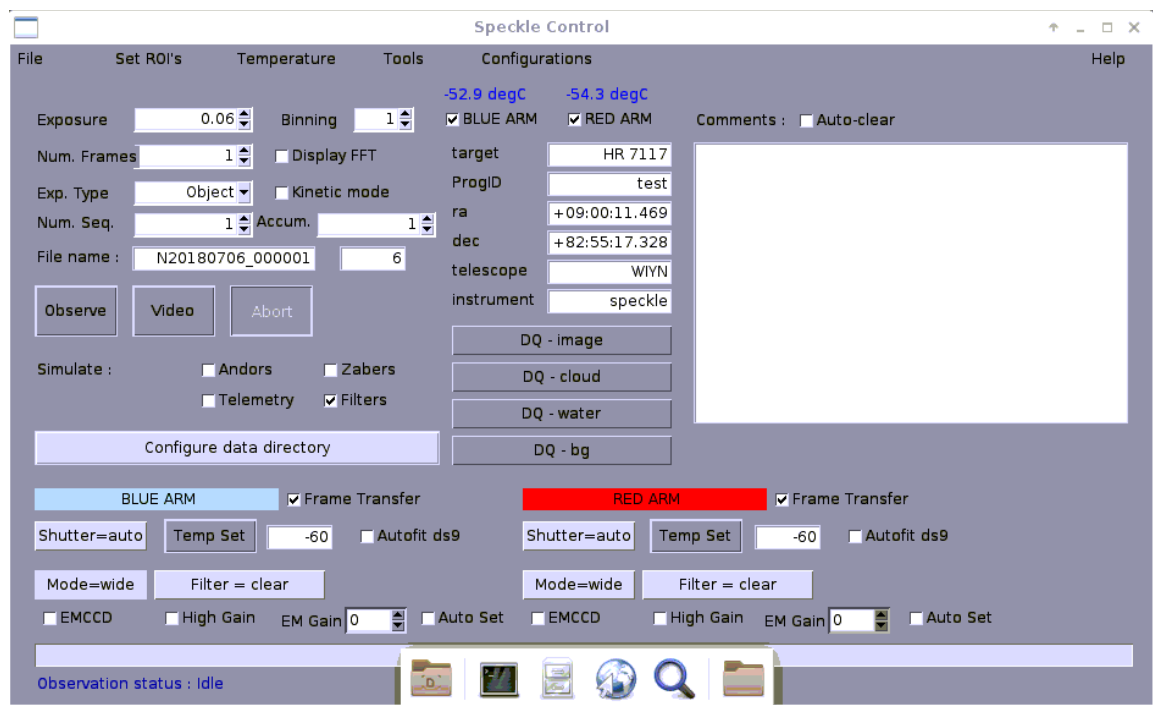 Speckle Control
File Set ROI's Temperature Tools Configurations Help
-52.9 degC -54.3 degC
Exposure 0.06 Binning 1 BLUE ARM RED ARM Comments : Auto-clear
Num. Frames 1 Display FFT target HR 7117
Exp. Type Object Kinetic mode ProgID test
Num. Seq. 1 Accum. 1 ra +09:00:11.469
File name : N20180706_000001 6 dec +82:55:17.328
telescope WIYN
Observe Video Abort instrument speckle
DQ - image
Simulate : Andors Zabers DQ - cloud
Telemetry Filters DQ - water
Configure data directory DQ - bg
BLUE ARM Frame Transfer RED ARM Frame Transfer
Shutter=auto Temp Set -60 Autofit ds9 Shutter=auto Temp Set -60 Autofit ds9
Mode=wide Filter = clear Mode=wide Filter = clear
EMCCD High Gain EM Gain 0 Auto Set EMCCD High Gain EM Gain 0 Auto Set
Observation status : Idle